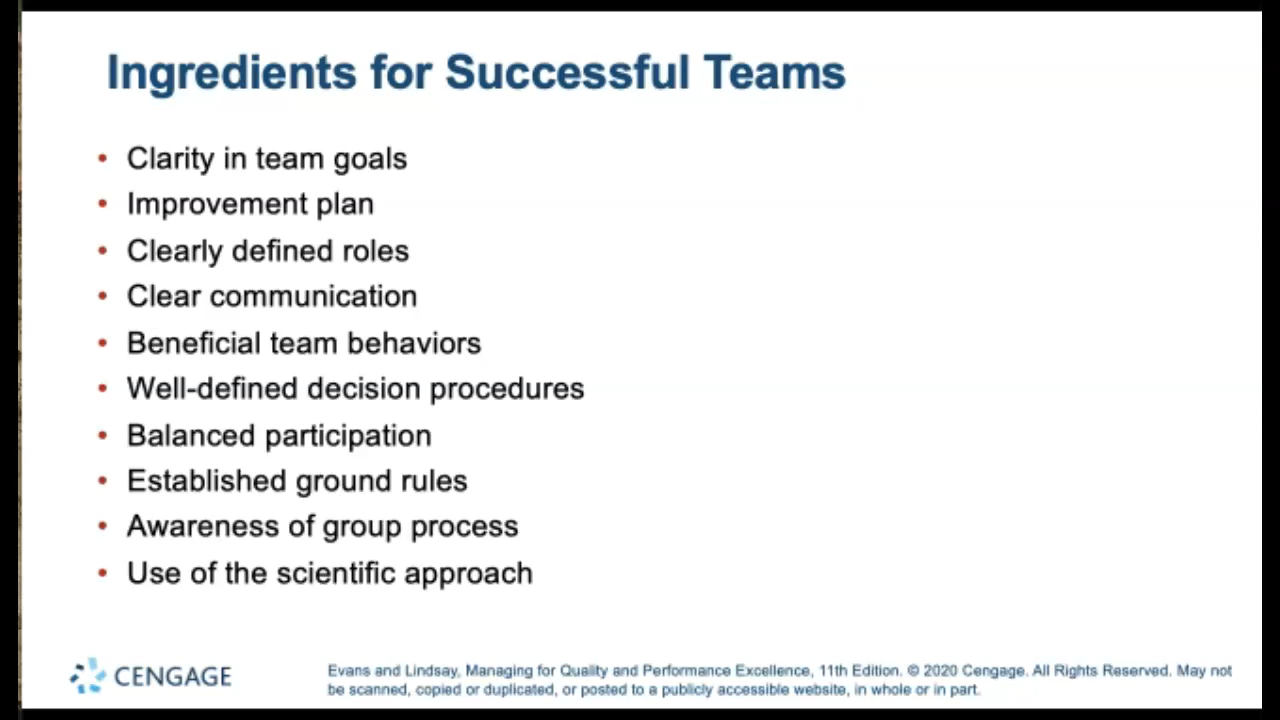 Ingredients for Successful Teams
• Clarity in team goals
• Improvement plan
• Clearly defined roles
• Clear communication
• Beneficial team behaviors
• Well-defined decision procedures
• Balanced participation
• Established ground rules
• Awareness of group process
• Use of the scientific approach
CENGAGE
Evans and Lindsay, Managing for Quality and Performance Excellence, 11th Edition. © 2020 Cengage. All Rights Reserved. May not
be scanned, copied or duplicated, or posted to a publicly accessible website, in whole or in part.